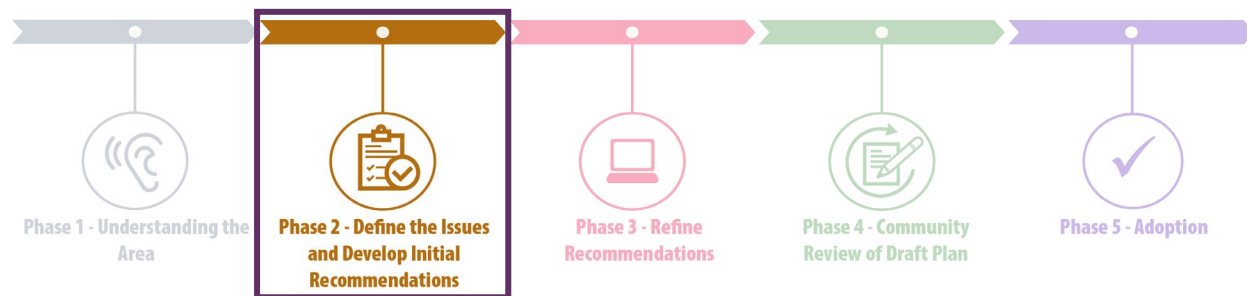 Phase 1 - Understanding the
Area
Phase 2 - Define the Issues
and Develop Initial
Recommendations
Phase 3 - Refine
Recommendations
Phase 4 - Community
Review of Draft Plan
Phase 5 - Adoption